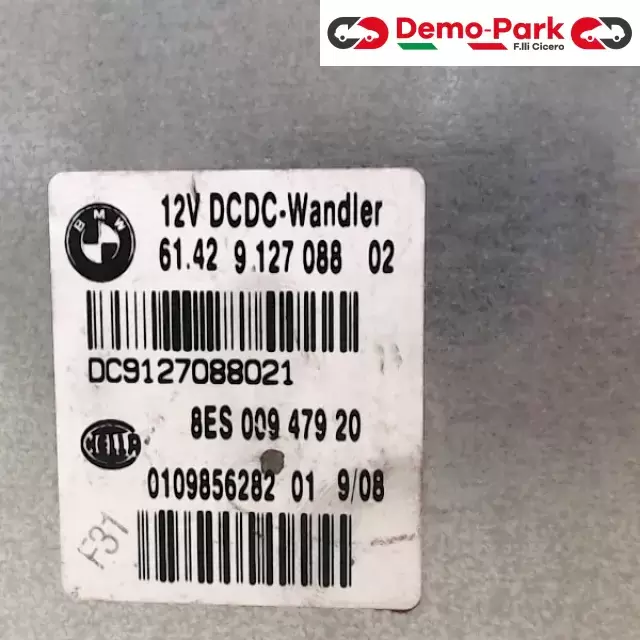 Demo-Park
F.lli Cicero
BMW
12V DCDC-Wandler
61.42 9.127 088 02
DC9127088021
8ES 009 479 20
HELLA
0109856282 01 9/08
F31